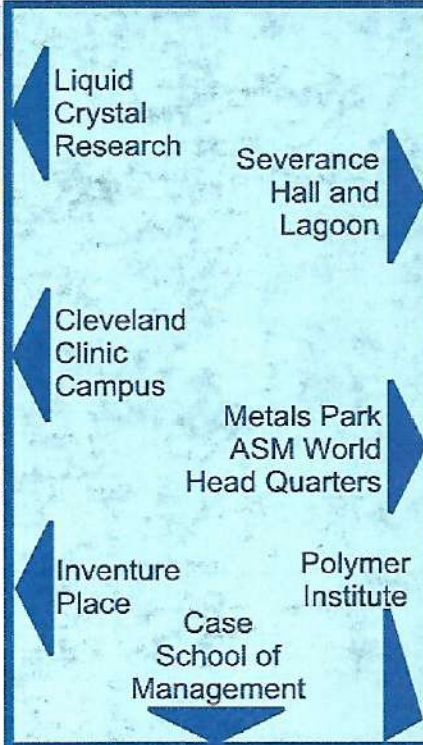 Liquid
Crystal
Research
Severance
Hall and
Lagoon
Cleveland
Clinic
Campus
Metals Park
ASM World
Head Quarters
Inventure
Place
Polymer
Institute
Case
School of
Management